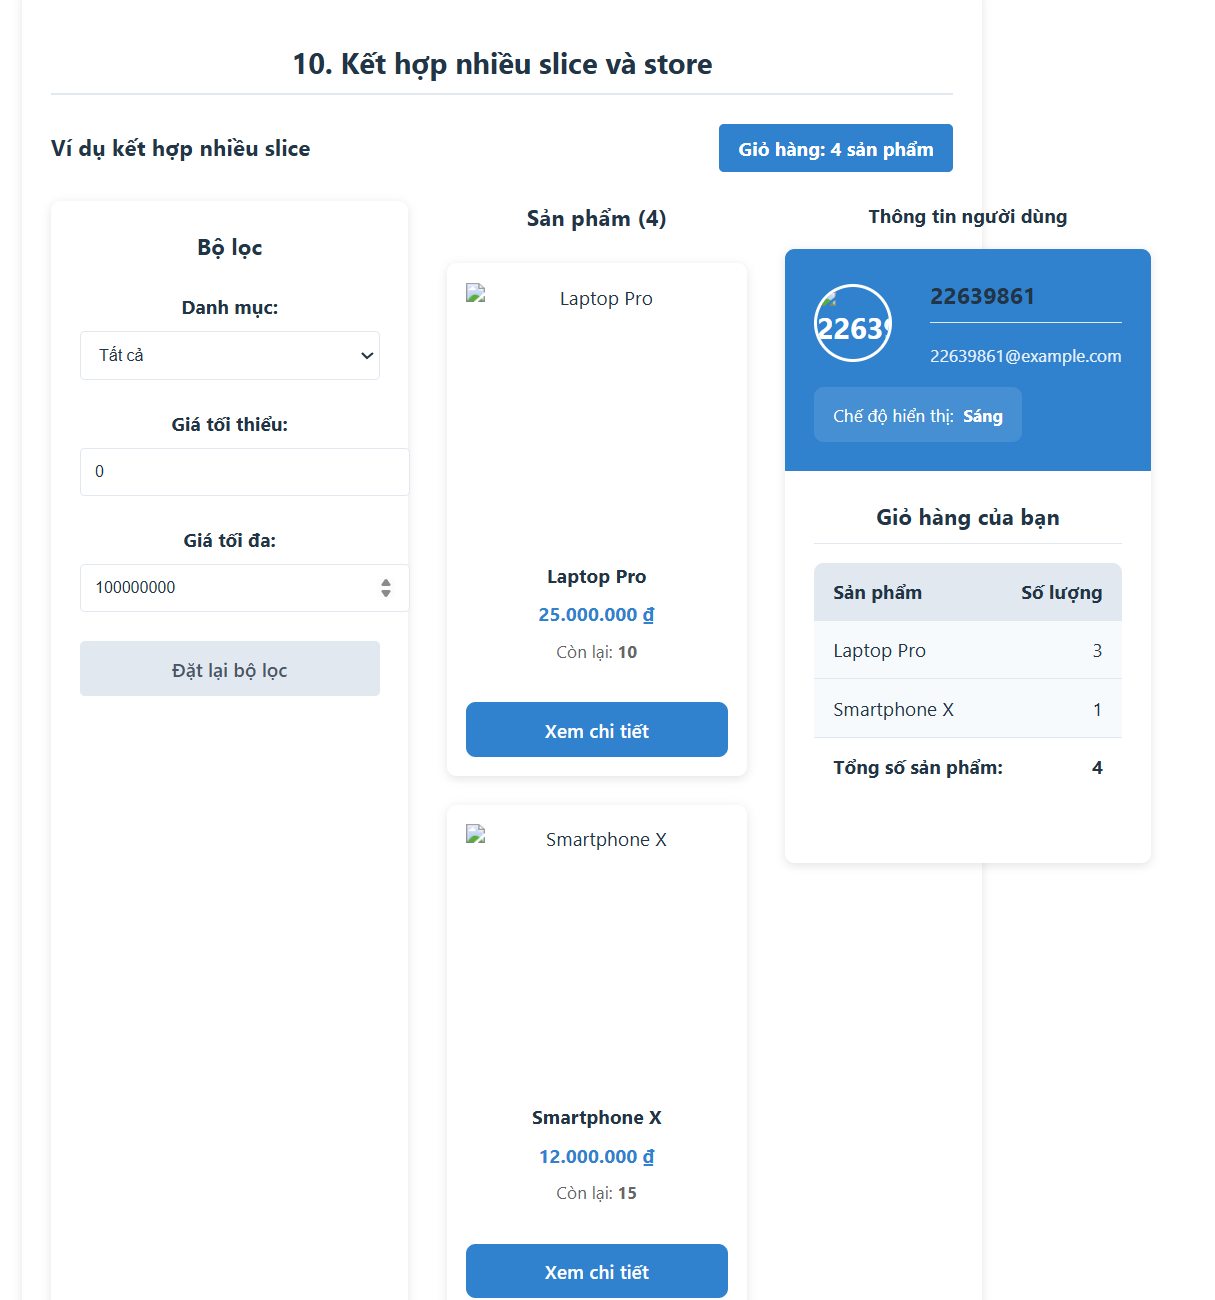 10. Kết hợp nhiều slice và store
Ví dụ kết hợp nhiều slice
Giỏ hàng: 4 sản phẩm
Bộ lọc
Danh mục:
Tất cả
Giá tối thiểu:
0
Giá tối đa:
100000000
Đặt lại bộ lọc
Sản phẩm (4)
Laptop Pro
Laptop Pro
25.000.000 ₫
Còn lại: 10
Xem chi tiết
Smartphone X
Smartphone X
12.000.000 ₫
Còn lại: 15
Xem chi tiết
Thông tin người dùng
22639
22639861
22639861@example.com
Chế độ hiển thị: Sáng
Giỏ hàng của bạn
Sản phẩm Số lượng
Laptop Pro 3
Smartphone X 1
Tổng số sản phẩm: 4